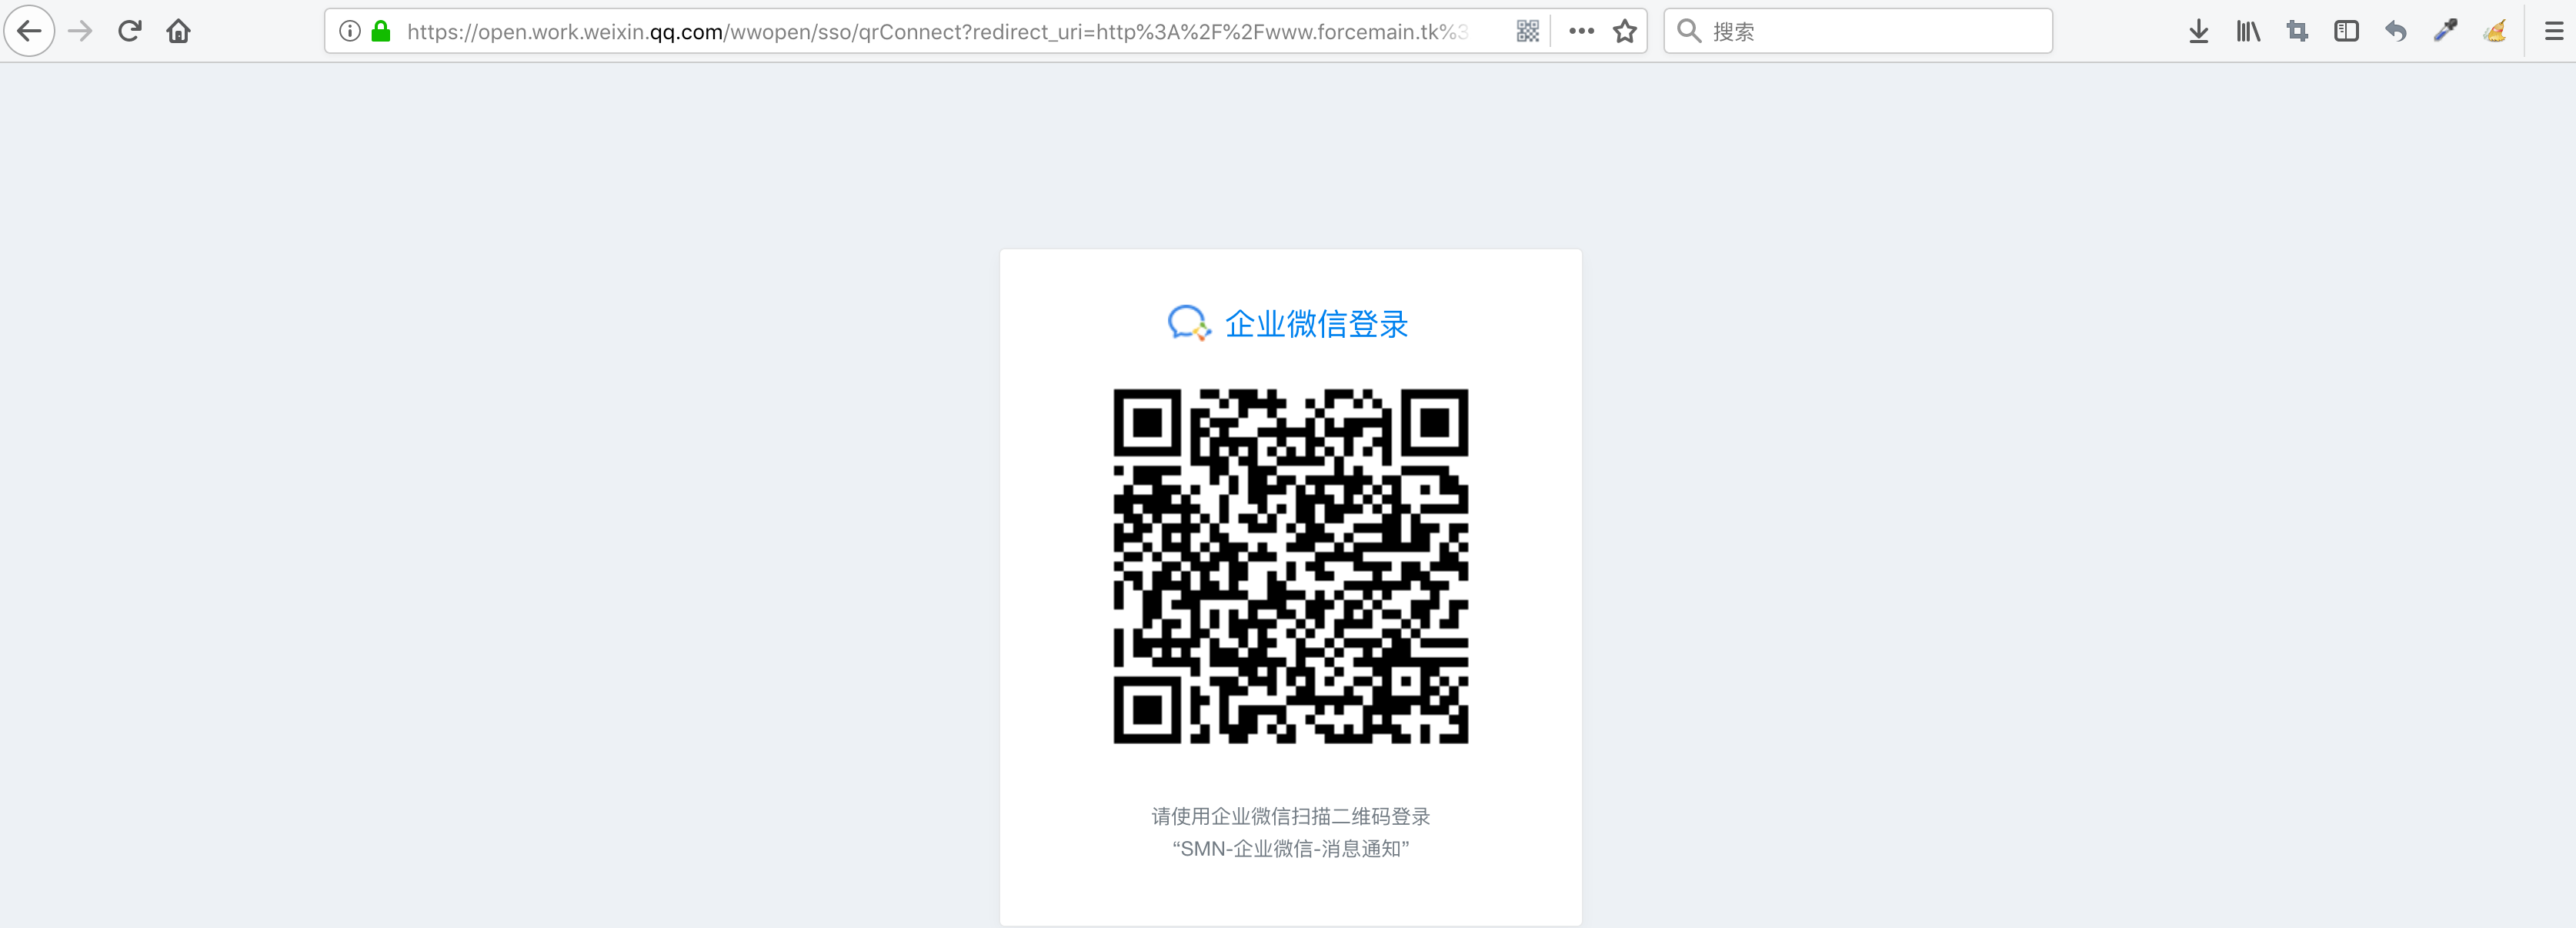 https://open.work.weixin.qq.com/wwopen/sso/qrConnect?redirect_uri=http%3A%2F%2Fwww.forcemain.tk%3
搜索
企业微信登录
请使用企业微信扫描二维码登录
“SMN-企业微信-消息通知”